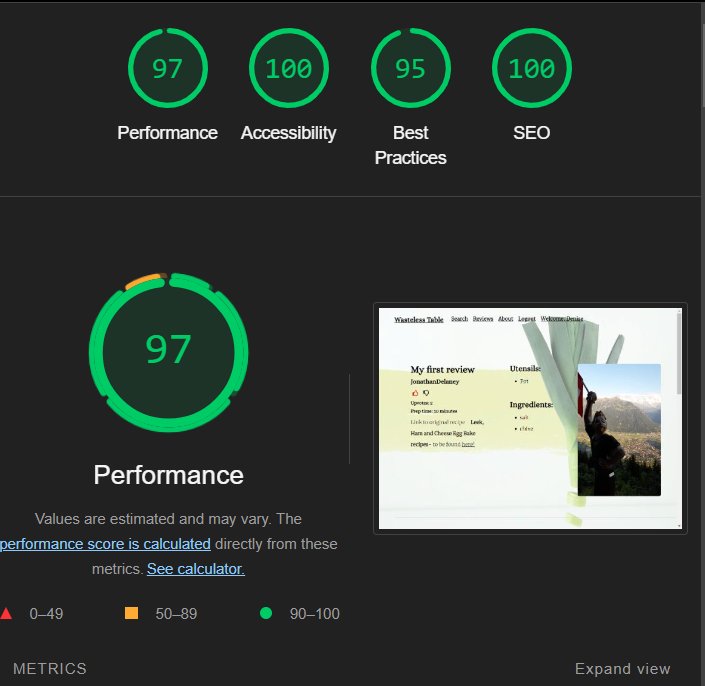 97
100
95
100
Performance
Accessibility
Best
Practices
SEO
97
Performance
Values are estimated and may vary. The
performance score is calculated directly from these
metrics. See calculator.
0–49
50–89
90–100
Wasteless Table Search Reviews About Logout Welcome: Denise
My first review
JonathanDelaney
Upvotes: 2
Prep time: 10 minutes
Link to original recipe : Leek,
Ham and Cheese Egg Bake
recipes - to be found here!
Utensils:
Pot
Ingredients:
salt
METRICS
Expand view